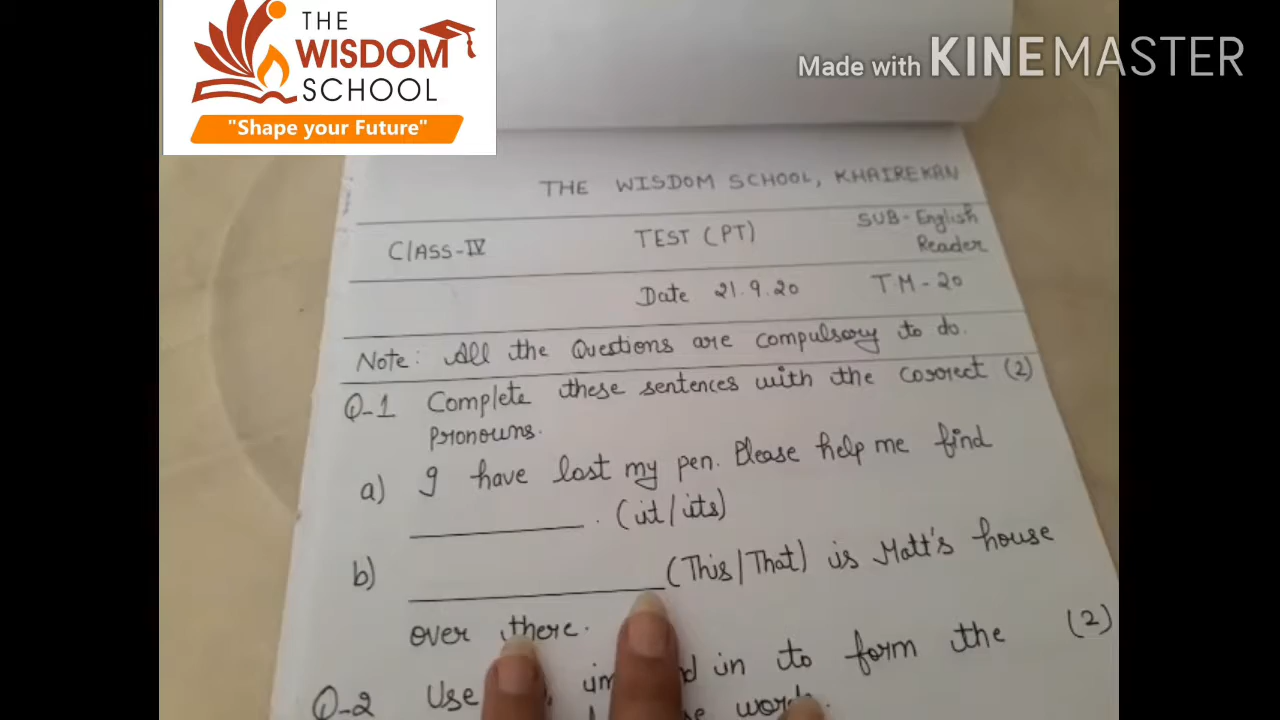 THE
WISDOM
SCHOOL
"Shape your Future"
Made with KINEMASTER
THE WISDOM SCHOOL, KHAIREKAN
Class-IV TEST (PT) SUB-English
Reader
Date 21.9.20 TM-20
Note: All the Questions are compulsory to do.
Q-1 Complete these sentences with the correct (2)
pronouns.
a) I have lost my pen. Please help me find
__________. (it/its)
b) __________ (This/That) is Matt's house
over there.
Q-2 Use in to form the (2)
words.